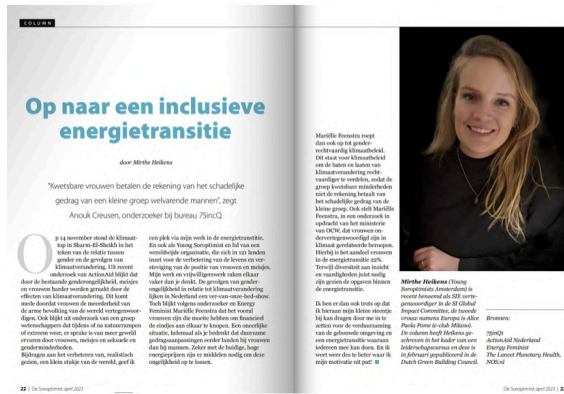 COLUMN
Op naar een inclusieve
energietransitie
door Mirthe Heikens
"Kwetsbare vrouwen betalen de rekening van het schadelijke
gedrag van een kleine groep welvarende mannen", zegt
Anouk Creusen, onderzoeker bij bureau 75inQ.
Op 14 november stond de klimaat-
top in Sharm-El-Sheikh in het
teken van de relatie tussen
gender en de gevolgen van
klimaatverandering. Uit recent
onderzoek van ActionAid blijkt dat
door de bestaande genderongelijkheid, meisjes
en vrouwen harder worden geraakt door de
effecten van klimaatverandering. Dit komt
mede doordat vrouwen de meerderheid van
de arme bevolking van de wereld vertegenwoor-
digen. Ook blijkt uit onderzoek van een groep
wetenschappers dat tijdens of na natuurrampen
of extreem weer, er sprake is van meer geweld
ervaren door vrouwen, meisjes en seksuele en
genderminderheden.
Bijdragen aan het verbeteren van, realistisch
gezien, een klein stukje van de wereld, geef ik
een plek via mijn werk in de energietransitie.
En ook als Young Soroptimist en lid van een
wereldwijde organisatie, die zich in 121 landen
inzet voor de verbetering van de levens en ver-
steviging van de positie van vrouwen en meisjes.
Mijn werk en vrijwilligerswerk raken elkaar
vaker dan je denkt. De gevolgen van gender-
ongelijkheid in relatie tot klimaatverandering
lijken in Nederland een ver-van-onze-bed-show.
Toch blijkt volgens onderzoeker en Energy
Feminist Mariëlle Feenstra dat het vooral
vrouwen zijn die moeite hebben om financieel
de eindjes aan elkaar te knopen. Een oneerlijke
situatie, helemaal als je bedenkt dat duurzame
gedragsaanpassingen eerder landen bij vrouwen
dan bij mannen. Zeker met de huidige, hoge
energieprijzen zijn er middelen nodig om deze
ongelijkheid op te lossen.
Mariëlle Feenstra roept
dan ook op tot gender-
rechtvaardig klimaatbeleid.
Dit staat voor klimaatbeleid
om de baten en lasten van
klimaatverandering recht-
vaardiger te verdelen, zodat de
groep kwetsbare minderheden
niet de rekening betaalt van
het schadelijke gedrag van de
kleine groep. Ook stelt Mariëlle
Feenstra, in een onderzoek in
opdracht van het ministerie
van OCW, dat vrouwen on-
dervertegenwoordigd zijn in
klimaat gerelateerde beroepen.
Hierbij is het aandeel vrouwen
in de energietransitie 22%.
Terwijl diversiteit aan inzicht
en vaardigheden juist nodig
zijn gezien de opgaven binnen
de energietransitie.
Ik ben er dan ook trots op dat
ik hieraan mijn kleine steentje
bij kan dragen door me in te
zetten voor de verduurzaming
van de gebouwde omgeving en
een energietransitie waaraan
iedereen mee kan doen. En ik
weet weer des te beter waar ik
mijn motivatie uit put!
Mirthe Heikens (Young
Soroptimists Amsterdam) is
recent benoemd als SIE verte-
genwoordiger in de SI Global
Impact Committee, de tweede
vrouw namens Europa is Alice
Paola Pomé (e-club Milano).
De column heeft Heikens ge-
schreven in het kader van een
leiderschapscursus en deze is
in februari gepubliceerd in de
Dutch Green Building Council.
Bronnen:
75inQ1
ActionAid Nederland
Energy Feminist
The Lancet Planetary Health,
NOS.nl
22 | De Soroptimist april 2023
De Soroptimist april 2023 |